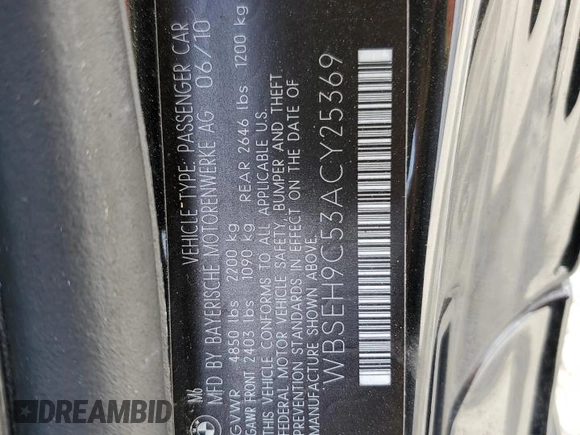 M6
VEHICLE-TYPE: PASSENGER CAR
MFD BY BAYERISCHE MOTORENWERKE AG 06/10
GVWR 4850 lbs 2200 kg
GAWR FRONT 2403 lbs 1090 kg REAR 2646 lbs 1200 kg
THIS VEHICLE CONFORMS TO ALL APPLICABLE U.S.
FEDERAL MOTOR VEHICLE SAFETY, BUMPER AND THEFT
PREVENTION STANDARDS IN EFFECT ON THE DATE OF
MANUFACTURE SHOWN ABOVE.
WBSEH9C53ACY25369
DREAMBID